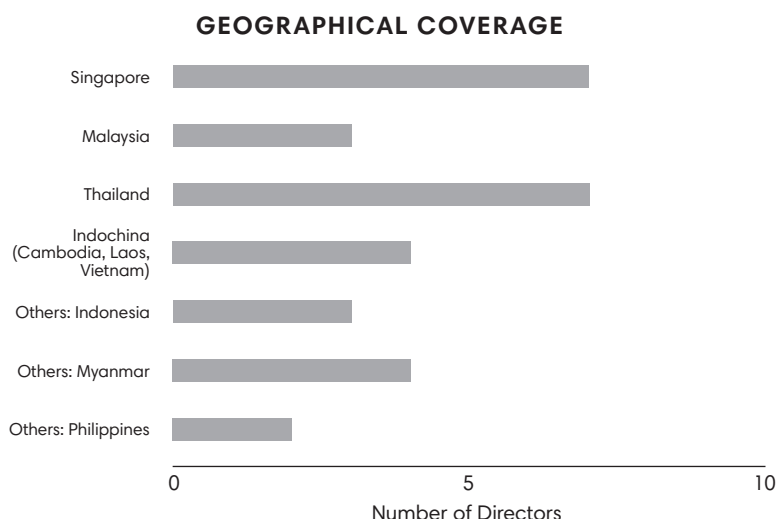 GEOGRAPHICAL COVERAGE
Singapore
Malaysia
Thailand
Indochina
(Cambodia, Laos,
Vietnam)
Others: Indonesia
Others: Myanmar
Others: Philippines
0 5 10
Number of Directors